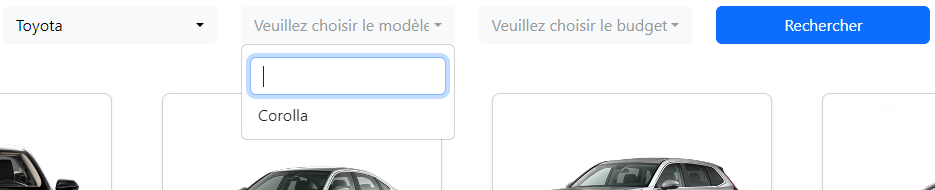 Toyota
Veuillez choisir le modèle
Veuillez choisir le budget
Rechercher
Corolla